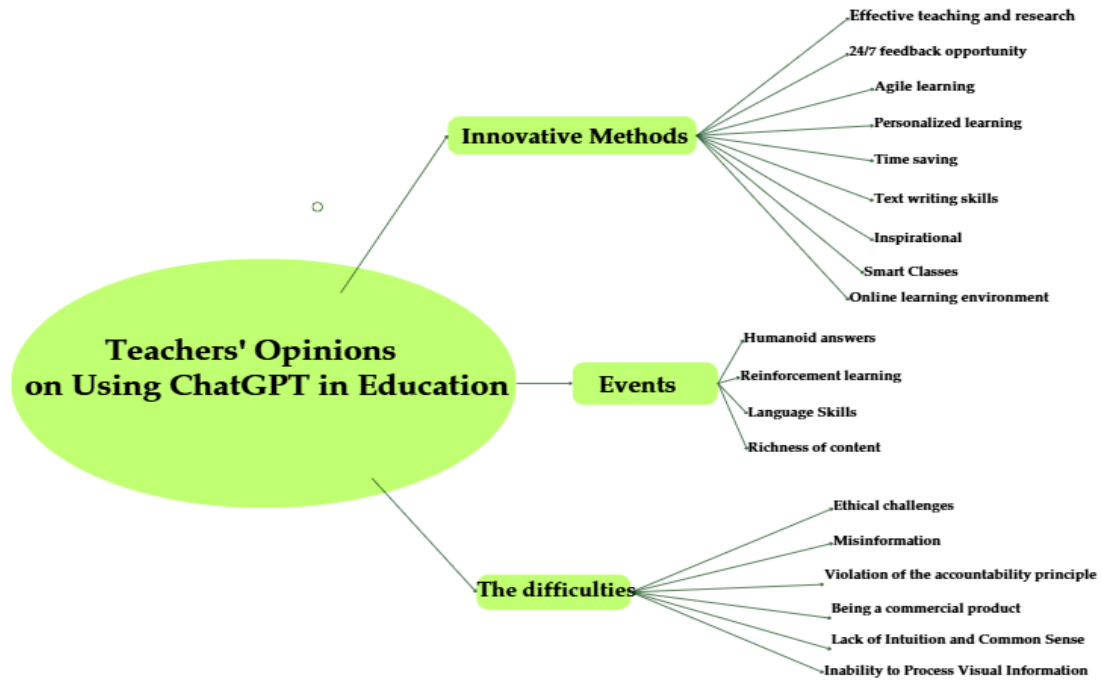 Teachers' Opinions
on Using ChatGPT in Education
Innovative Methods
Effective teaching and research
24/7 feedback opportunity
Agile learning
Personalized learning
Time saving
Text writing skills
Inspirational
Smart Classes
Online learning environment
Events
Humanoid answers
Reinforcement learning
Language Skills
Richness of content
The difficulties
Ethical challenges
Misinformation
Violation of the accountability principle
Being a commercial product
Lack of Intuition and Common Sense
Inability to Process Visual Information